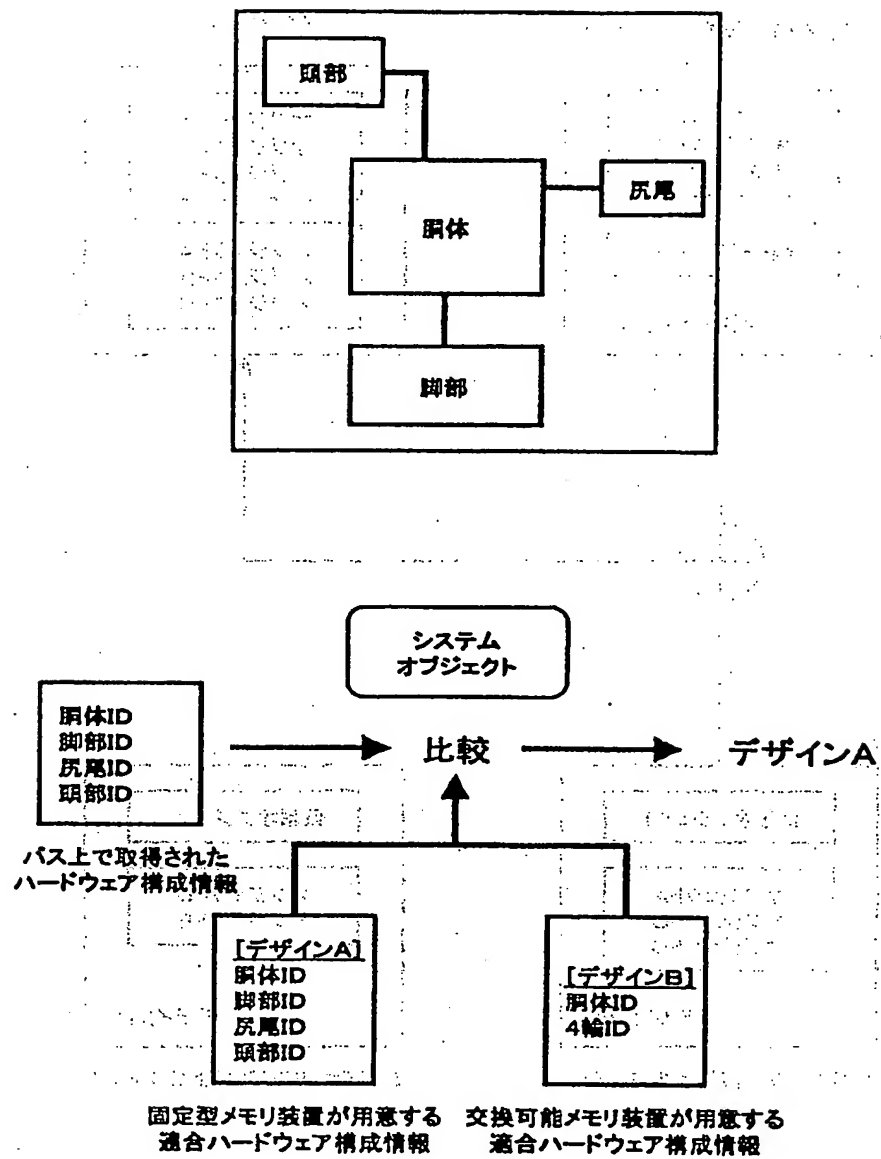 頭部
尻尾
胴体
脚部
システム
オブジェクト
胴体ID
脚部ID
尻尾ID
頭部ID
比較
デザインA
バス上で取得された
ハードウェア構成情報
[デザインA]
胴体ID
脚部ID
尻尾ID
頭部ID
[デザインB]
胴体ID
4輪ID
固定型メモリ装置が用意する
適合ハードウェア構成情報
交換可能メモリ装置が用意する
適合ハードウェア構成情報